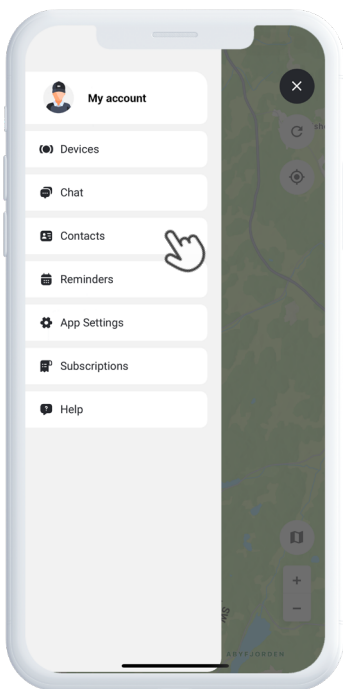 My account
Devices
Chat
Contacts
Reminders
App Settings
Subscriptions
Help
+
−